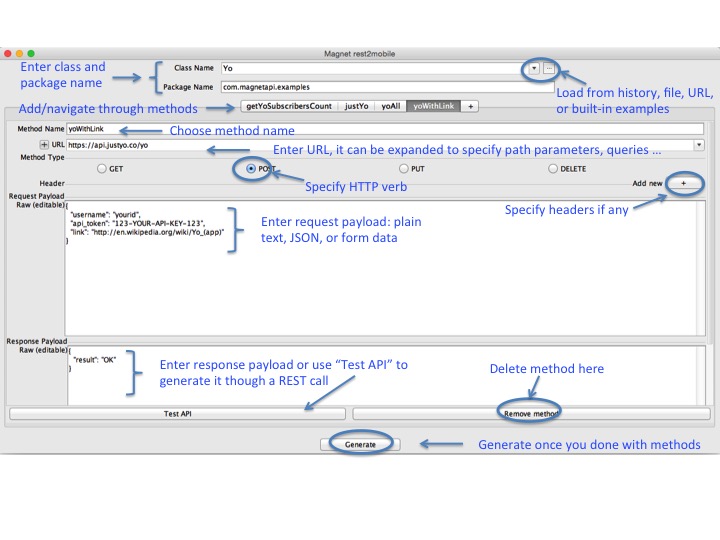 Magnet rest2mobile
Enter class and
package name
Class Name Yo ...
Package Name com.magnetapi.examples
Load from history, file, URL,
or built-in examples
Add/navigate through methods
getYoSubscribersCount justYo yoAll yoWithLink +
Method Name yoWithLink
Choose method name
+ URL https://api.justyo.co/yo
Enter URL, it can be expanded to specify path parameters, queries ...
Method Type
GET POST PUT DELETE
Specify HTTP verb
Header Add new +
Specify headers if any
Request Payload
Raw (editable) {
"username": "yourid",
"api_token": "123-YOUR-API-KEY-123",
"link": "http://en.wikipedia.org/wiki/Yo_(app)"
}
Enter request payload: plain
text, JSON, or form data
Response Payload
Raw (editable) {
"result": "OK"
}
Enter response payload or use “Test API” to
generate it though a REST call
Delete method here
Test API Remove method
Generate
Generate once you done with methods